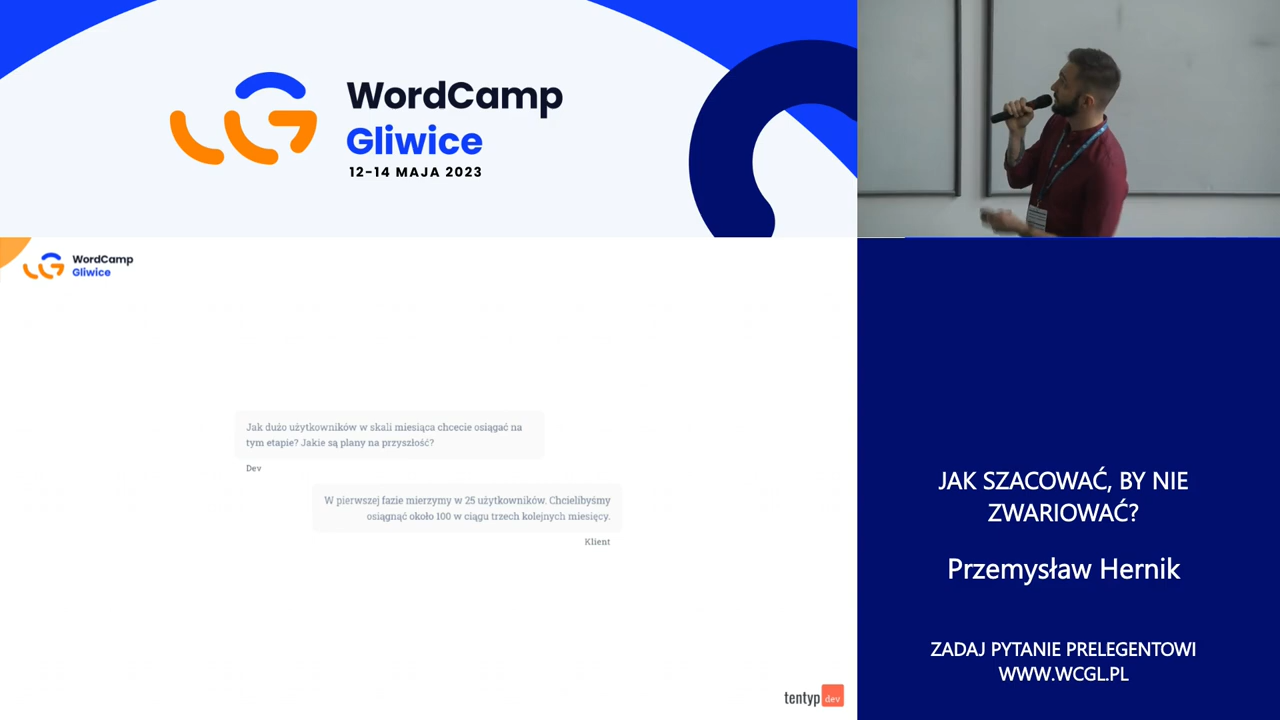 WordCamp
Gliwice
12-14 MAJA 2023
WordCamp
Gliwice
Jak dużo użytkowników w skali miesiąca chcecie osiągać na
tym etapie? Jakie są plany na przyszłość?
Dev
W pierwszej fazie mierzymy w 25 użytkowników. Chcielibyśmy
osiągnąć około 100 w ciągu trzech kolejnych miesięcy.
Klient
tentyp dev
JAK SZACOWAĆ, BY NIE
ZWARIOWAĆ?
Przemysław Hernik
ZADAJ PYTANIE PRELEGENTOWI
WWW.WCGL.PL